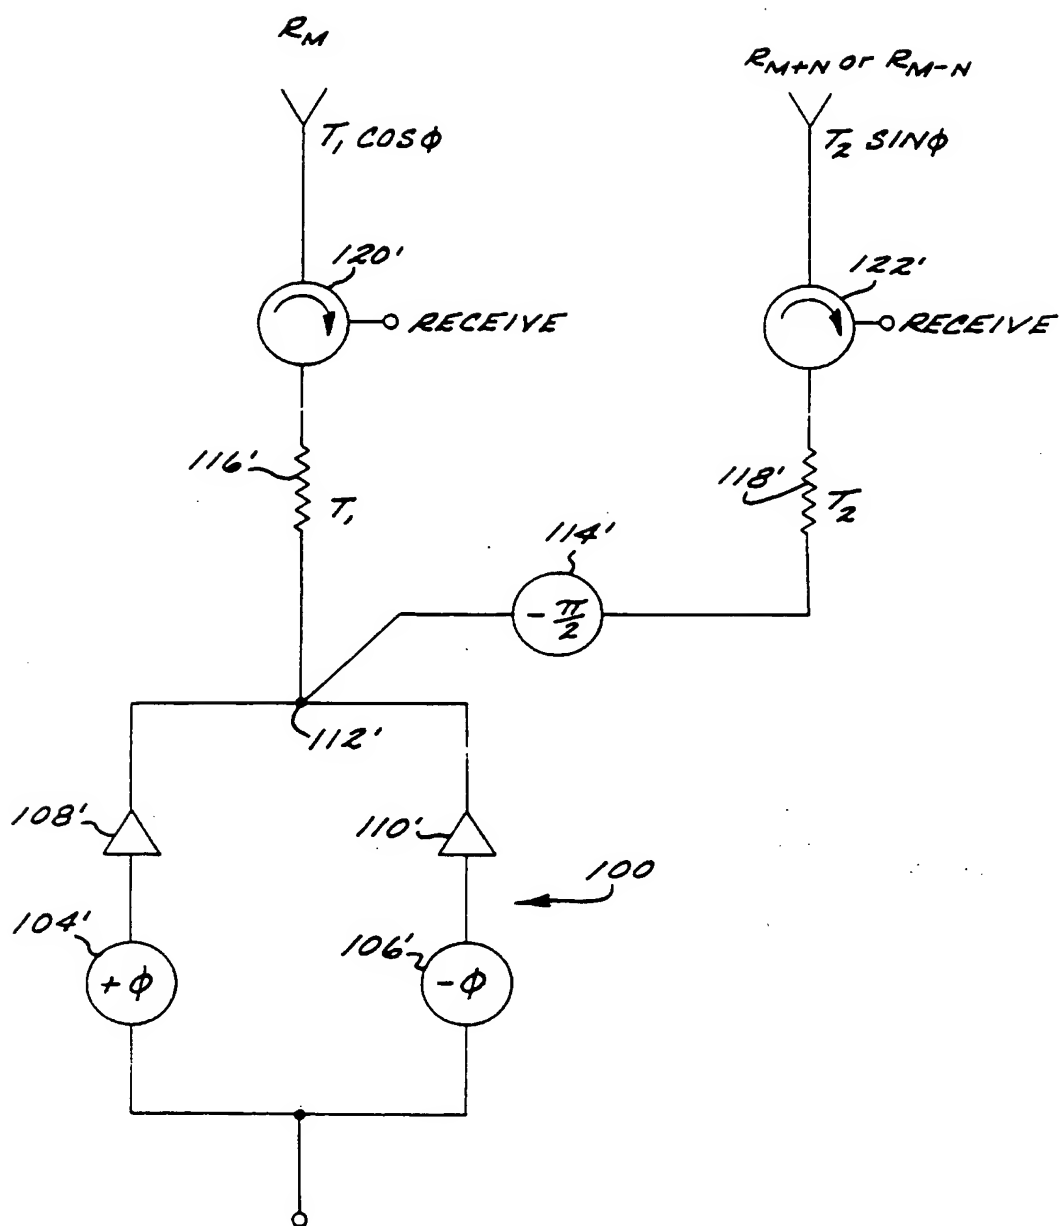 R_M
R_M+N or R_M-N
T_1 COSφ
T_2 SINφ
120'
122'
RECEIVE
RECEIVE
116'
118'
T_1
T_2
114'
- π/2
112'
108'
110'
100
104'
106'
+φ
-φ